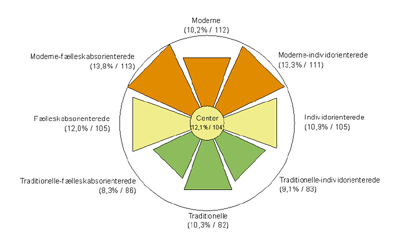 Moderne
(10,2% / 112)
Moderne-fællesskabsorienterede
(13,8% / 113)
Moderne-individorienterede
(13,3% / 111)
Fællesskabsorienterede
(12,0% / 105)
Center
(12,1% / 104)
Individorienterede
(10,9% / 105)
Traditionelle-fællesskabsorienterede
(8,3% / 86)
Traditionelle-individorienterede
(9,1% / 83)
Traditionelle
(10,3% / 82)